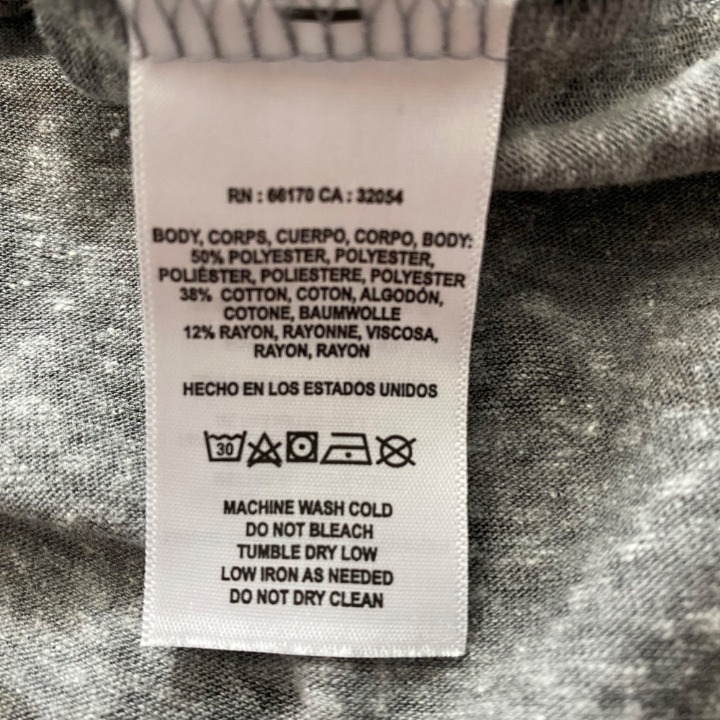 RN : 66170 CA : 32054
BODY, CORPS, CUERPO, CORPO, BODY:
50% POLYESTER, POLYESTER,
POLIÉSTER, POLIESTERE, POLYESTER
38% COTTON, COTON, ALGODÓN,
COTONE, BAUMWOLLE
12% RAYON, RAYONNE, VISCOSA,
RAYON, RAYON
HECHO EN LOS ESTADOS UNIDOS
30
MACHINE WASH COLD
DO NOT BLEACH
TUMBLE DRY LOW
LOW IRON AS NEEDED
DO NOT DRY CLEAN